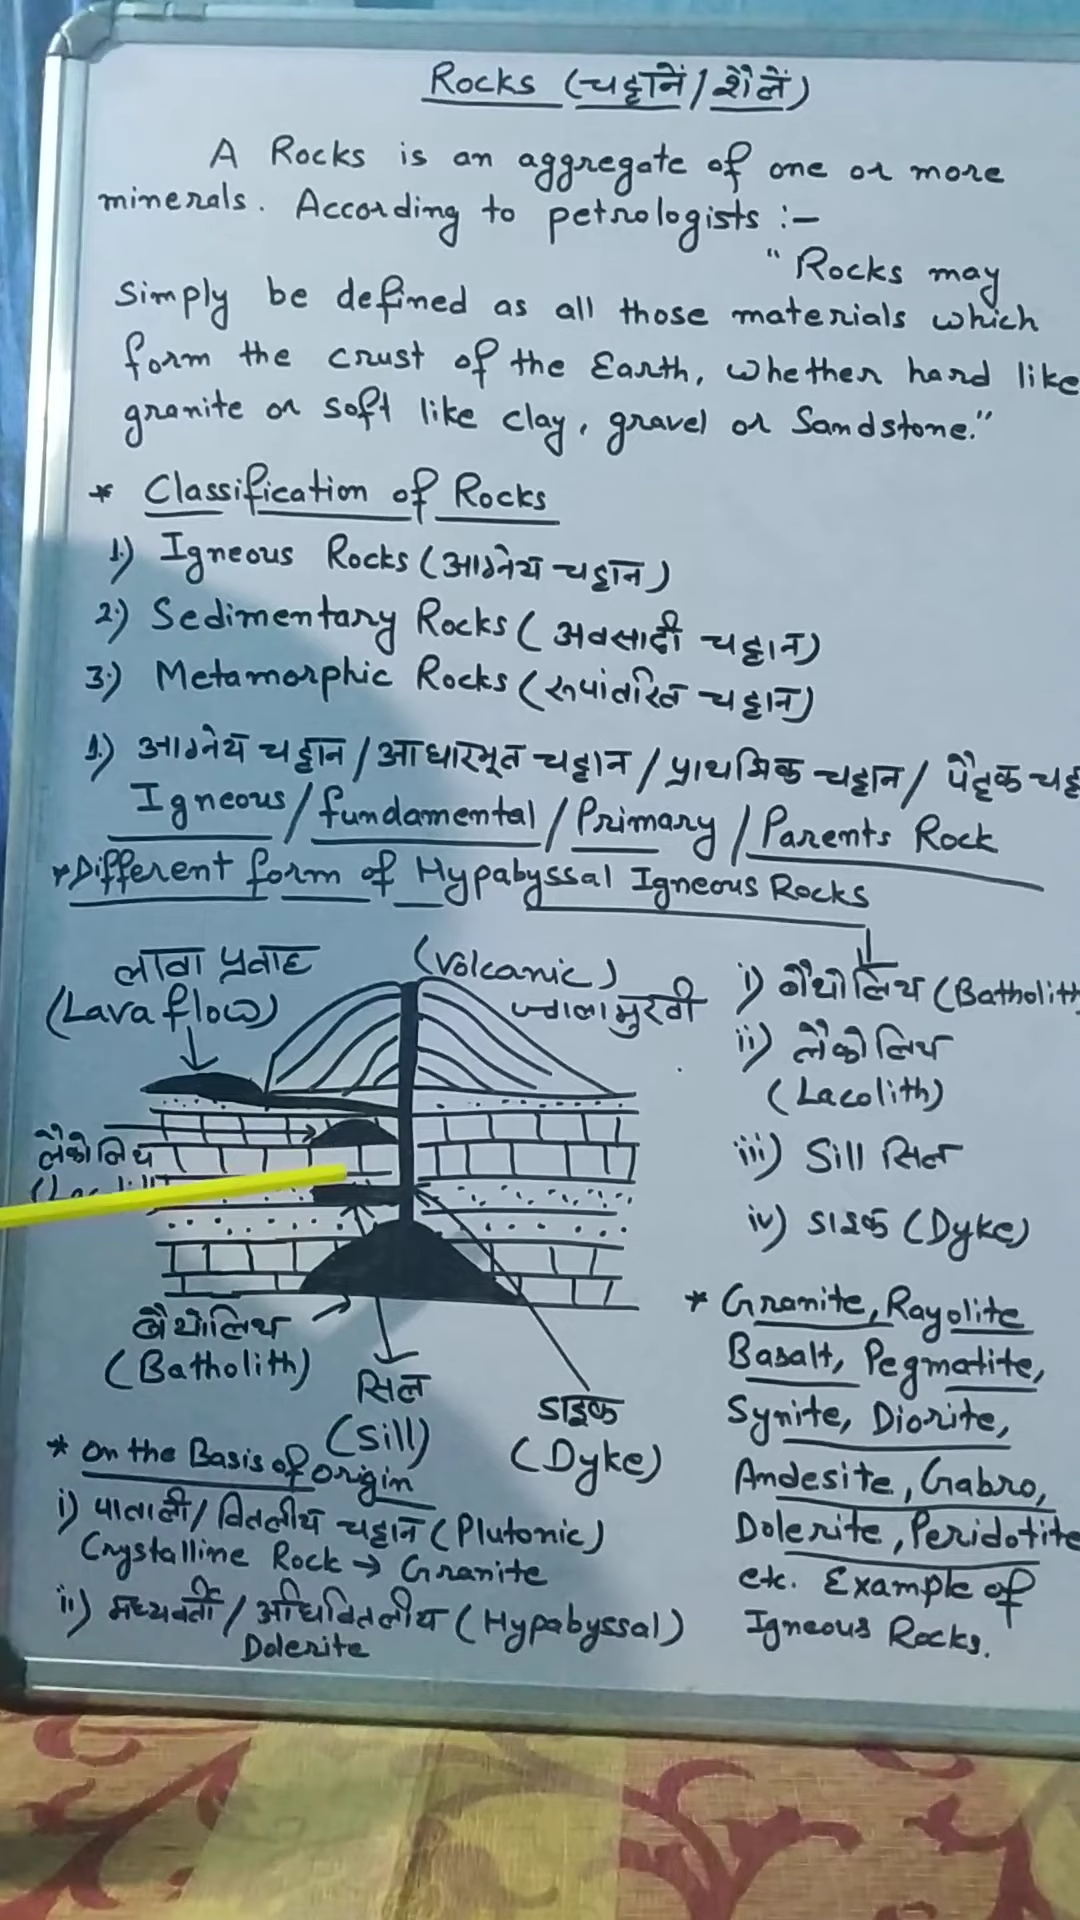 Rocks (चट्टानें/शैलें)
A Rocks is an aggregate of one or more
minerals. According to petrologists :-
"Rocks may
Simply be defined as all those materials which
form the crust of the Earth, whether hard like
granite or soft like clay, gravel or Sandstone."
* Classification of Rocks
1.) Igneous Rocks (आग्नेय चट्टान)
2.) Sedimentary Rocks (अवसादी चट्टान)
3.) Metamorphic Rocks (रूपांतरित चट्टान)
1.) आग्नेय चट्टान / आधारभूत चट्टान / प्राथमिक चट्टान / पैतृक
Igneous / fundamental / Primary / Parents Rock
* Different form of Hypabyssal Igneous Rocks
लावा प्रवाह
(Lava flow)
(Volcanic)
ज्वालामुखी
लैकोलिथ
बैथोलिथ
(Batholith)
सिल
(Sill)
डाइक
(Dyke)
i) बैथोलिथ (Batholith
ii) लैकोलिथ
(Lacolith)
iii) Sill सिल
iv) डाइक (Dyke)
* Granite, Rayolite
Basalt, Pegmatite,
Synite, Diorite,
Andesite, Gabro,
Dolerite, Peridotite
etc. Example of
Igneous Rocks.
* On the Basis of origin
i) पाताली / वितलीय चट्टान (Plutonic)
Crystalline Rock → Granite
ii) मध्यवर्ती / अधिवितलीय (Hypabyssal)
Dolerite